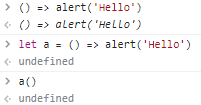 > () => alert('Hello')
<· () => alert('Hello')
> let a = () => alert('Hello')
<· undefined
> a()
<· undefined